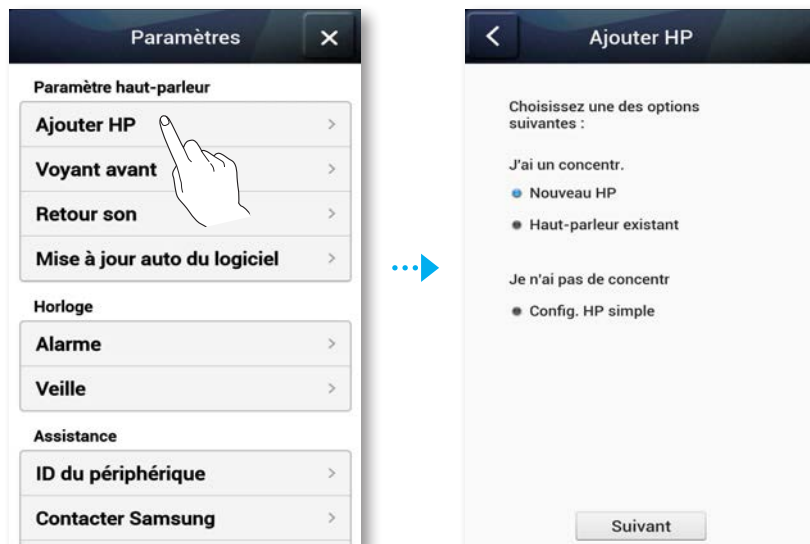 Paramètres
Paramètre haut-parleur
Ajouter HP
Voyant avant
Retour son
Mise à jour auto du logiciel
Horloge
Alarme
Veille
Assistance
ID du périphérique
Contacter Samsung
Ajouter HP
Choisissez une des options
suivantes :
J'ai un concentr.
Nouveau HP
Haut-parleur existant
Je n'ai pas de concentr
Config. HP simple
Suivant